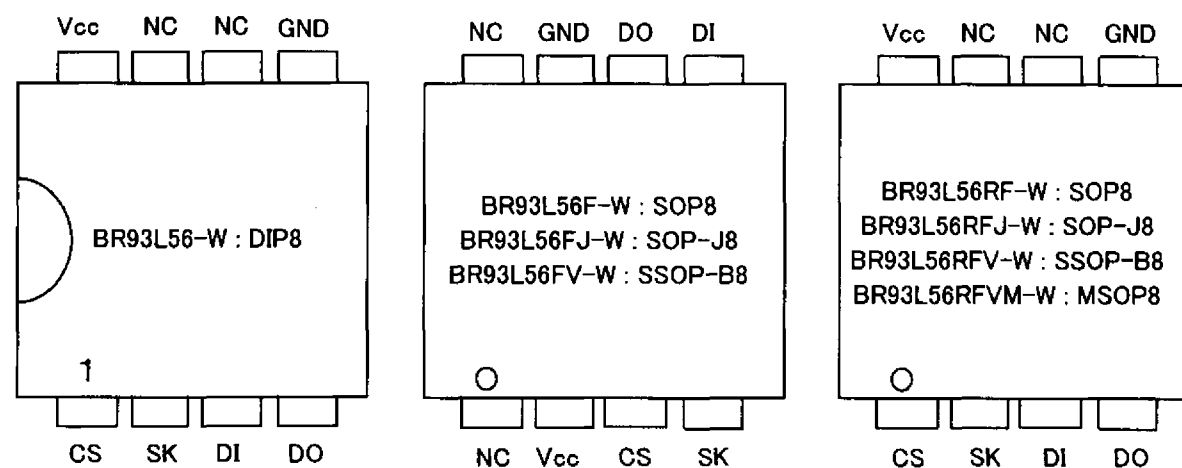 Vcc NC NC GND
BR93L56-W : DIP8
1
CS SK DI DO
NC GND DO DI
BR93L56F-W : SOP8
BR93L56FJ-W : SOP-J8
BR93L56FV-W : SSOP-B8
NC Vcc CS SK
Vcc NC NC GND
BR93L56RF-W : SOP8
BR93L56RFJ-W : SOP-J8
BR93L56RFV-W : SSOP-B8
BR93L56RFVM-W : MSOP8
CS SK DI DO